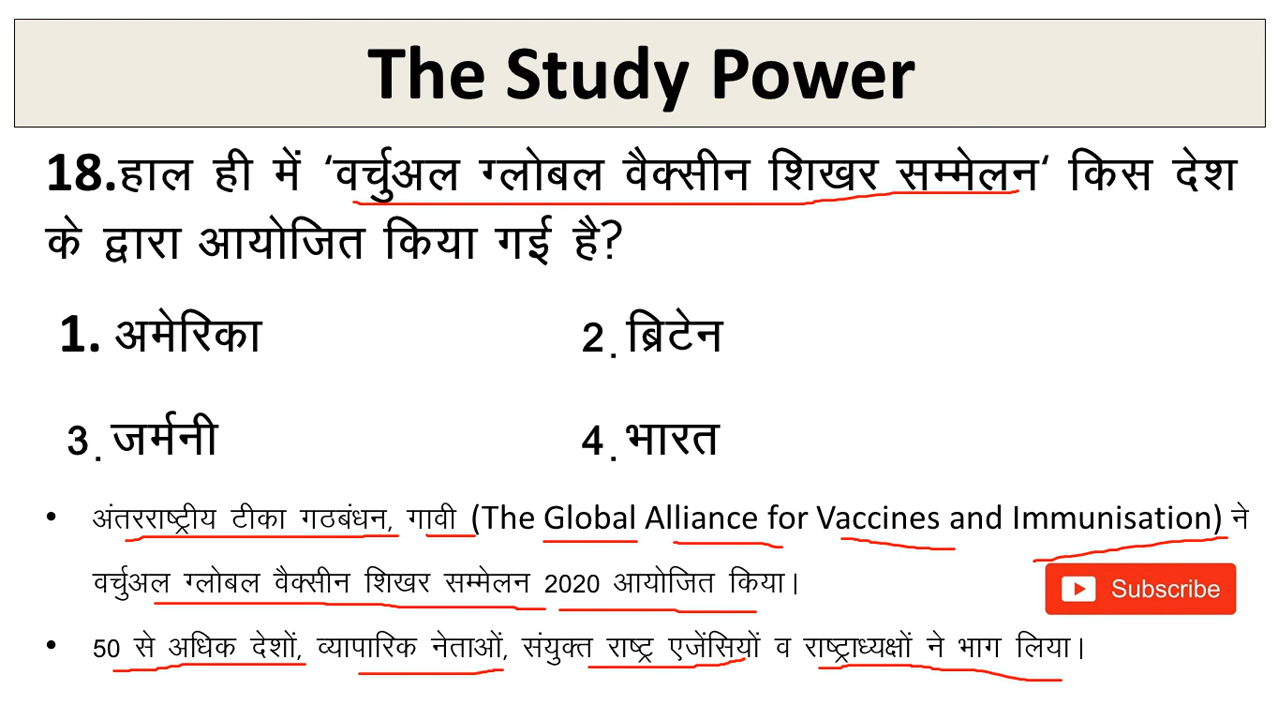 The Study Power
18.हाल ही में ‘वर्चुअल ग्लोबल वैक्सीन शिखर सम्मेलन‘ किस देश
के द्वारा आयोजित किया गई है?
1. अमेरिका 2. ब्रिटेन
3. जर्मनी 4. भारत
• अंतरराष्ट्रीय टीका गठबंधन, गावी (The Global Alliance for Vaccines and Immunisation) ने
वर्चुअल ग्लोबल वैक्सीन शिखर सम्मेलन 2020 आयोजित किया।
Subscribe
• 50 से अधिक देशों, व्यापारिक नेताओं, संयुक्त राष्ट्र एजेंसियों व राष्ट्राध्यक्षों ने भाग लिया।